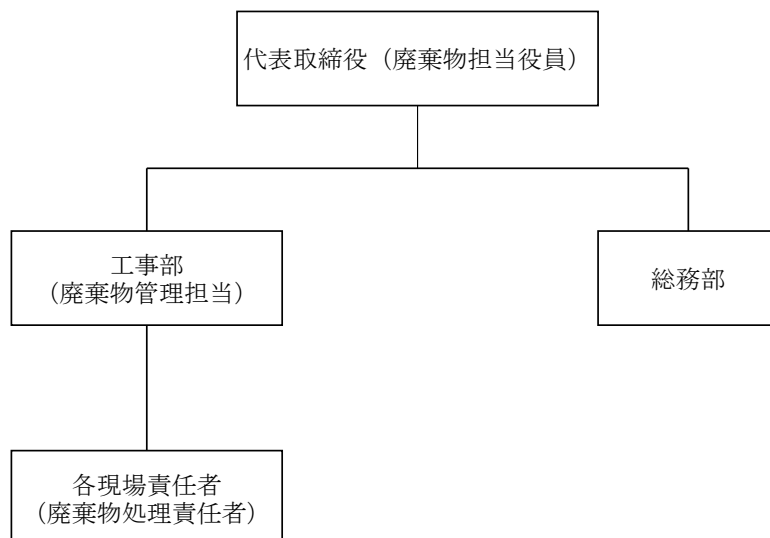 代表取締役（廃棄物担当役員）
工事部
（廃棄物管理担当）
総務部
各現場責任者
（廃棄物処理責任者）